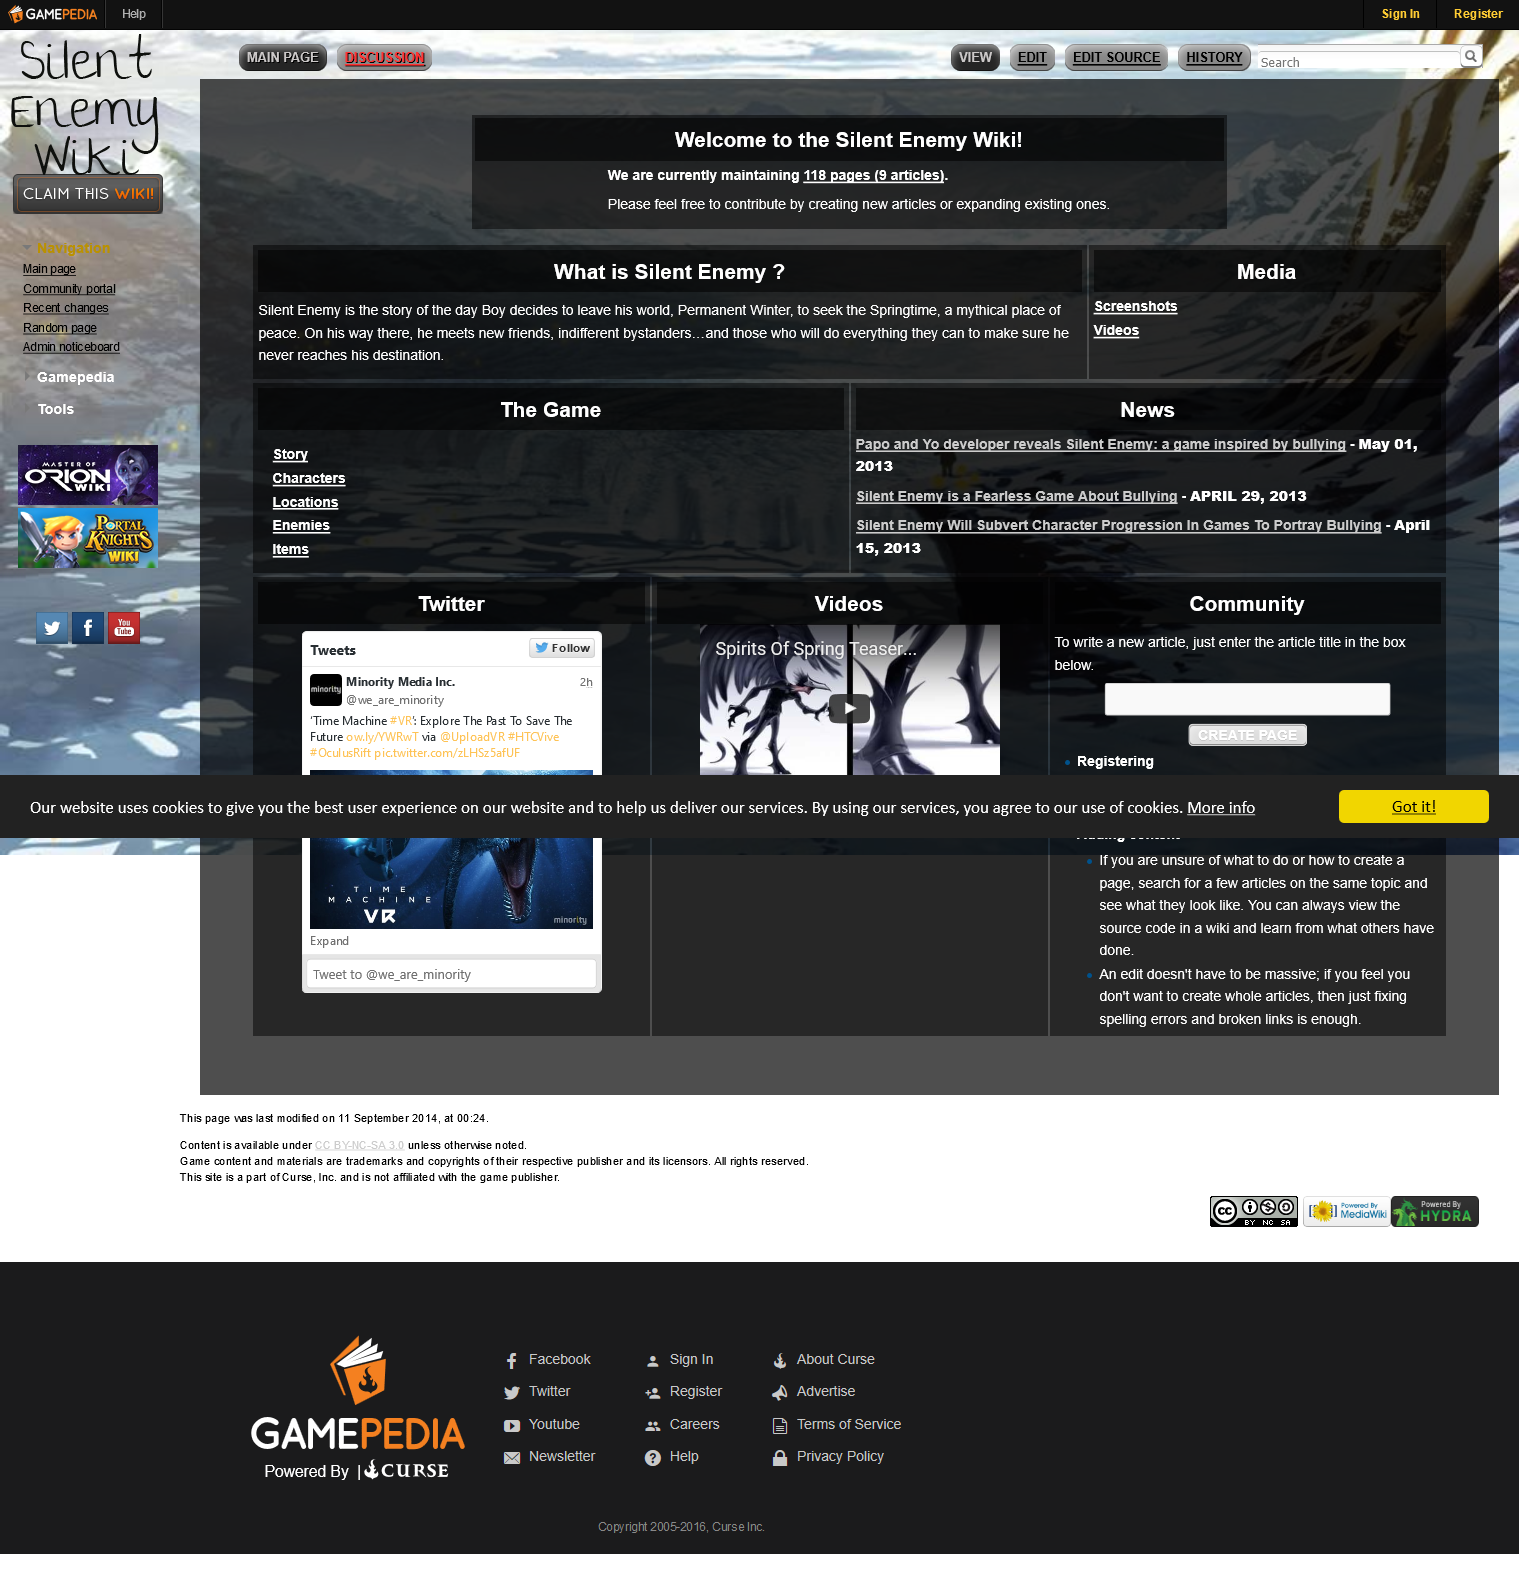 GAMEPEDIA
Help
Sign In
Register
Silent
Enemy
Wiki
CLAIM THIS WIKI!
MAIN PAGE
DISCUSSION
VIEW
EDIT
EDIT SOURCE
HISTORY
Search
Navigation
Main page
Community portal
Recent changes
Random page
Admin noticeboard
Gamepedia
Tools
MASTER OF
ORION
WIKI
PORTAL
KNIGHTS
WIKI
You
Tube
Welcome to the Silent Enemy Wiki!
We are currently maintaining 118 pages (9 articles).
Please feel free to contribute by creating new articles or expanding existing ones.
What is Silent Enemy ?
Silent Enemy is the story of the day Boy decides to leave his world, Permanent Winter, to seek the Springtime, a mythical place of
peace. On his way there, he meets new friends, indifferent bystanders…and those who will do everything they can to make sure he
never reaches his destination.
Media
Screenshots
Videos
The Game
Story
Characters
Locations
Enemies
Items
News
Papo and Yo developer reveals Silent Enemy: a game inspired by bullying - May 01,
2013
Silent Enemy is a Fearless Game About Bullying - APRIL 29, 2013
Silent Enemy Will Subvert Character Progression In Games To Portray Bullying - April
15, 2013
Twitter
Tweets
Follow
minority
Minority Media Inc.
2h
@we_are_minority
'Time Machine #VR': Explore The Past To Save The
Future ow.ly/YWRwT via @UploadVR #HTCVive
#OculusRift pic.twitter.com/zLHSz5afUF
TIME
MACHINE
VR
minority
Expand
Tweet to @we_are_minority
Videos
Spirits Of Spring Teaser...
Community
To write a new article, just enter the article title in the box
below.
CREATE PAGE
Registering
Our website uses cookies to give you the best user experience on our website and to help us deliver our services. By using our services, you agree to our use of cookies. More info
Got it!
If you are unsure of what to do or how to create a
page, search for a few articles on the same topic and
see what they look like. You can always view the
source code in a wiki and learn from what others have
done.
An edit doesn't have to be massive; if you feel you
don't want to create whole articles, then just fixing
spelling errors and broken links is enough.
This page was last modified on 11 September 2014, at 00:24.
Content is available under CC BY-NC-SA 3.0 unless otherwise noted.
Game content and materials are trademarks and copyrights of their respective publisher and its licensors. All rights reserved.
This site is a part of Curse, Inc. and is not affiliated with the game publisher.
cc
BY NC SA
Powered By
MediaWiki
Powered By
HYDRA
GAMEPEDIA
Powered By | CURSE
Facebook
Twitter
Youtube
Newsletter
Sign In
Register
Careers
Help
About Curse
Advertise
Terms of Service
Privacy Policy
Copyright 2005-2016, Curse Inc.